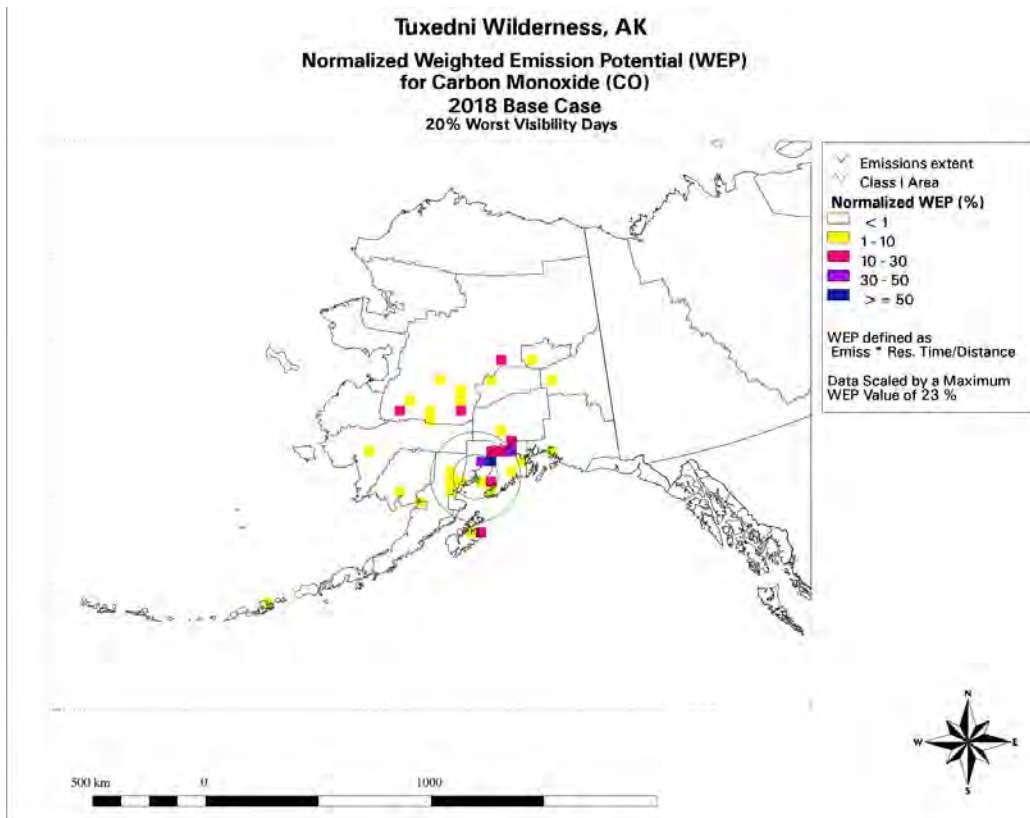 Tuxedni Wilderness, AK
Normalized Weighted Emission Potential (WEP)
for Carbon Monoxide (CO)
2018 Base Case
20% Worst Visibility Days
Emissions extent
Class I Area
Normalized WEP (%)
< 1
1 - 10
10 - 30
30 - 50
> = 50
WEP defined as
Emiss * Res. Time/Distance
Data Scaled by a Maximum
WEP Value of 23 %
N
W
E
S
500 km
0
1000